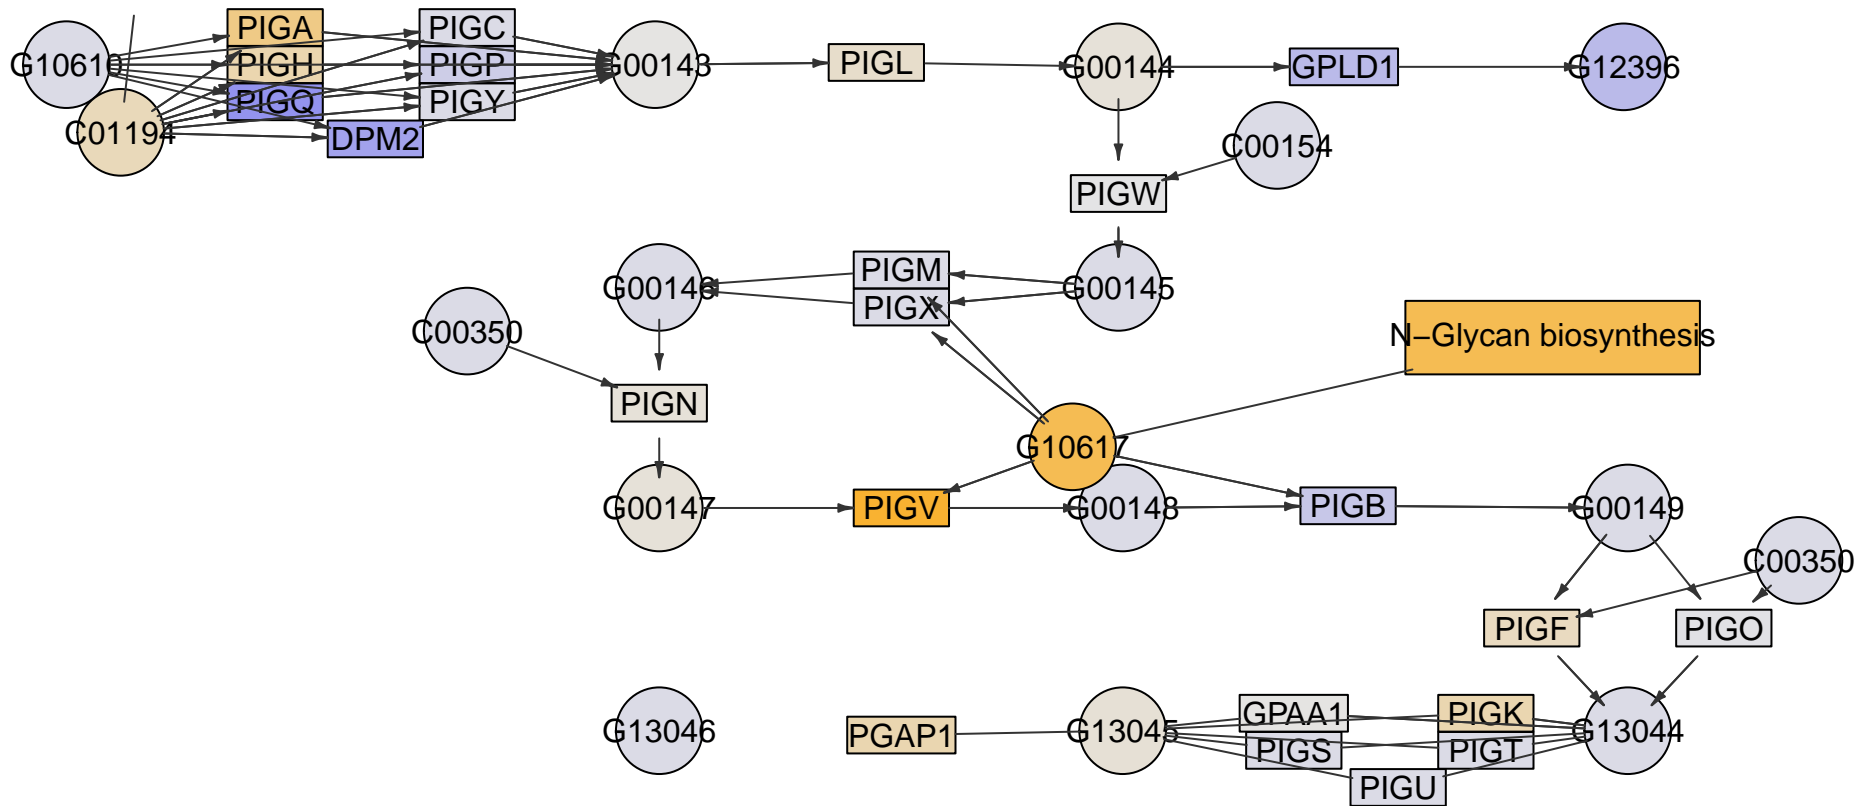 PIGA
PIGC
G10619
PIGH
PIGP
G00143
PIGL
G00144
GPLD1
G12396
PIGQ
PIGY
C01194
DPM2
C00154
PIGW
PIGM
G00146
G00145
PIGX
C00350
N−Glycan biosynthesis
PIGN
G10617
G00147
PIGV
G00148
PIGB
G00149
C00350
PIGF
PIGO
GPAA1
PIGK
G13046
PGAP1
G13045
G13044
PIGS
PIGT
PIGU